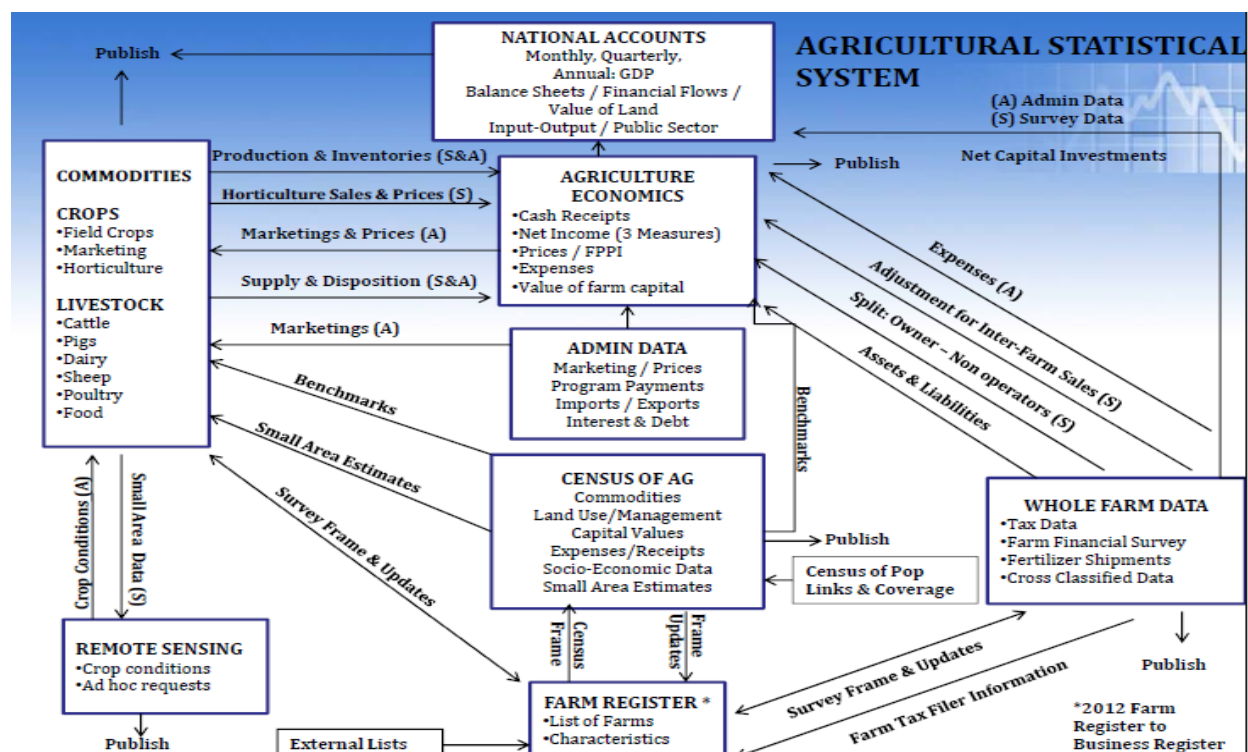 AGRICULTURAL STATISTICAL
SYSTEM
(A) Admin Data
(S) Survey Data
Net Capital Investments
NATIONAL ACCOUNTS
Monthly, Quarterly,
Annual: GDP
Balance Sheets / Financial Flows /
Value of Land
Input-Output / Public Sector
Publish
COMMODITIES
CROPS
•Field Crops
•Marketing
•Horticulture
LIVESTOCK
•Cattle
•Pigs
•Dairy
•Sheep
•Poultry
•Food
Production & Inventories (S&A)
Horticulture Sales & Prices (S)
Marketings & Prices (A)
Supply & Disposition (S&A)
Marketings (A)
Benchmarks
Small Area Estimates
Survey Frame & Updates
AGRICULTURE
ECONOMICS
•Cash Receipts
•Net Income (3 Measures)
•Prices / FPPI
•Expenses
•Value of farm capital
Publish
ADMIN DATA
Marketing / Prices
Program Payments
Imports / Exports
Interest & Debt
Benchmarks
Expenses (A)
Adjustment for Inter-Farm Sales (S)
Split: Owner – Non operators (S)
Assets & Liabilities
CENSUS OF AG
Commodities
Land Use/Management
Capital Values
Expenses/Receipts
Socio-Economic Data
Small Area Estimates
Publish
Census of Pop
Links & Coverage
WHOLE FARM DATA
•Tax Data
•Farm Financial Survey
•Fertilizer Shipments
•Cross Classified Data
Publish
Crop Conditions (A)
Small Area Data (S)
REMOTE SENSING
•Crop conditions
•Ad hoc requests
Publish
Census
Frame
Frame
Updates
FARM REGISTER *
•List of Farms
•Characteristics
External Lists
Survey Frame & Updates
Farm Tax Filer Information
*2012 Farm
Register to
Business Register